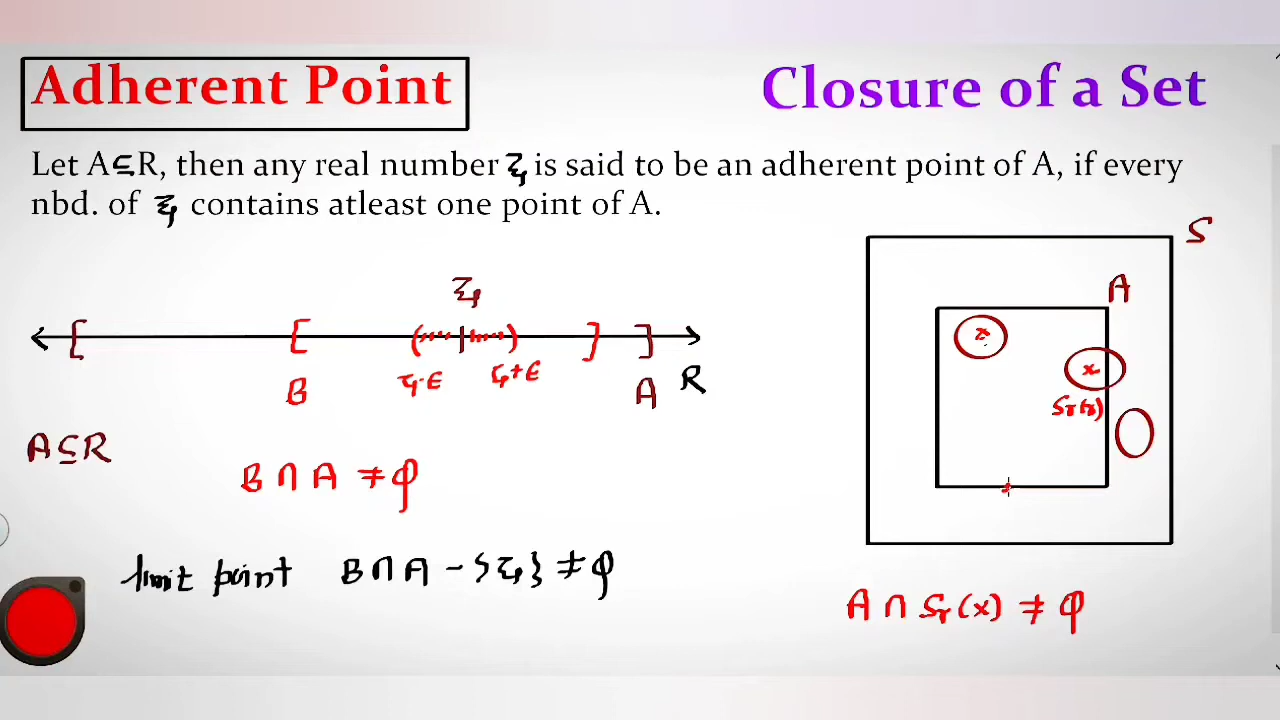 Adherent Point
Closure of a Set
Let A⊆R, then any real number ξ is said to be an adherent point of A, if every
nbd. of ξ contains atleast one point of A.
S
A
ξ
x
x
ξ-ϵ ξ+ϵ
B A R
Sr(x)
A⊆R
B ∩ A ≠ φ
limit point B ∩ A - {ξ} ≠ φ
A ∩ Sr(x) ≠ φ